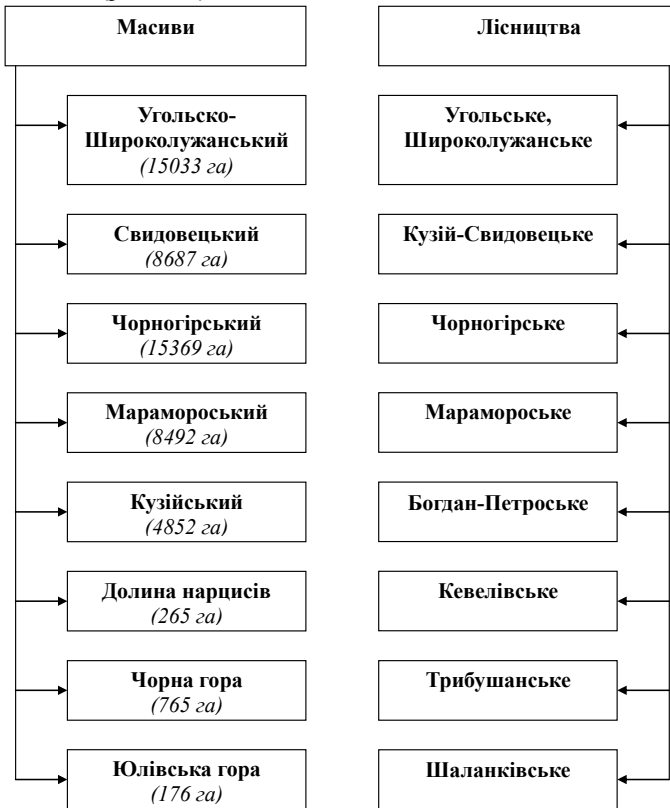 Масиви
Лісництва
Угольско-
Широколужанський
(15033 га)
Угольське,
Широколужанське
Свидовецький
(8687 га)
Кузій-Свидовецьке
Чорногірський
(15369 га)
Чорногірське
Марамороський
(8492 га)
Марамороське
Кузійський
(4852 га)
Богдан-Петроське
Долина нарцисів
(265 га)
Кевелівське
Чорна гора
(765 га)
Трибушанське
Юлівська гора
(176 га)
Шаланківське